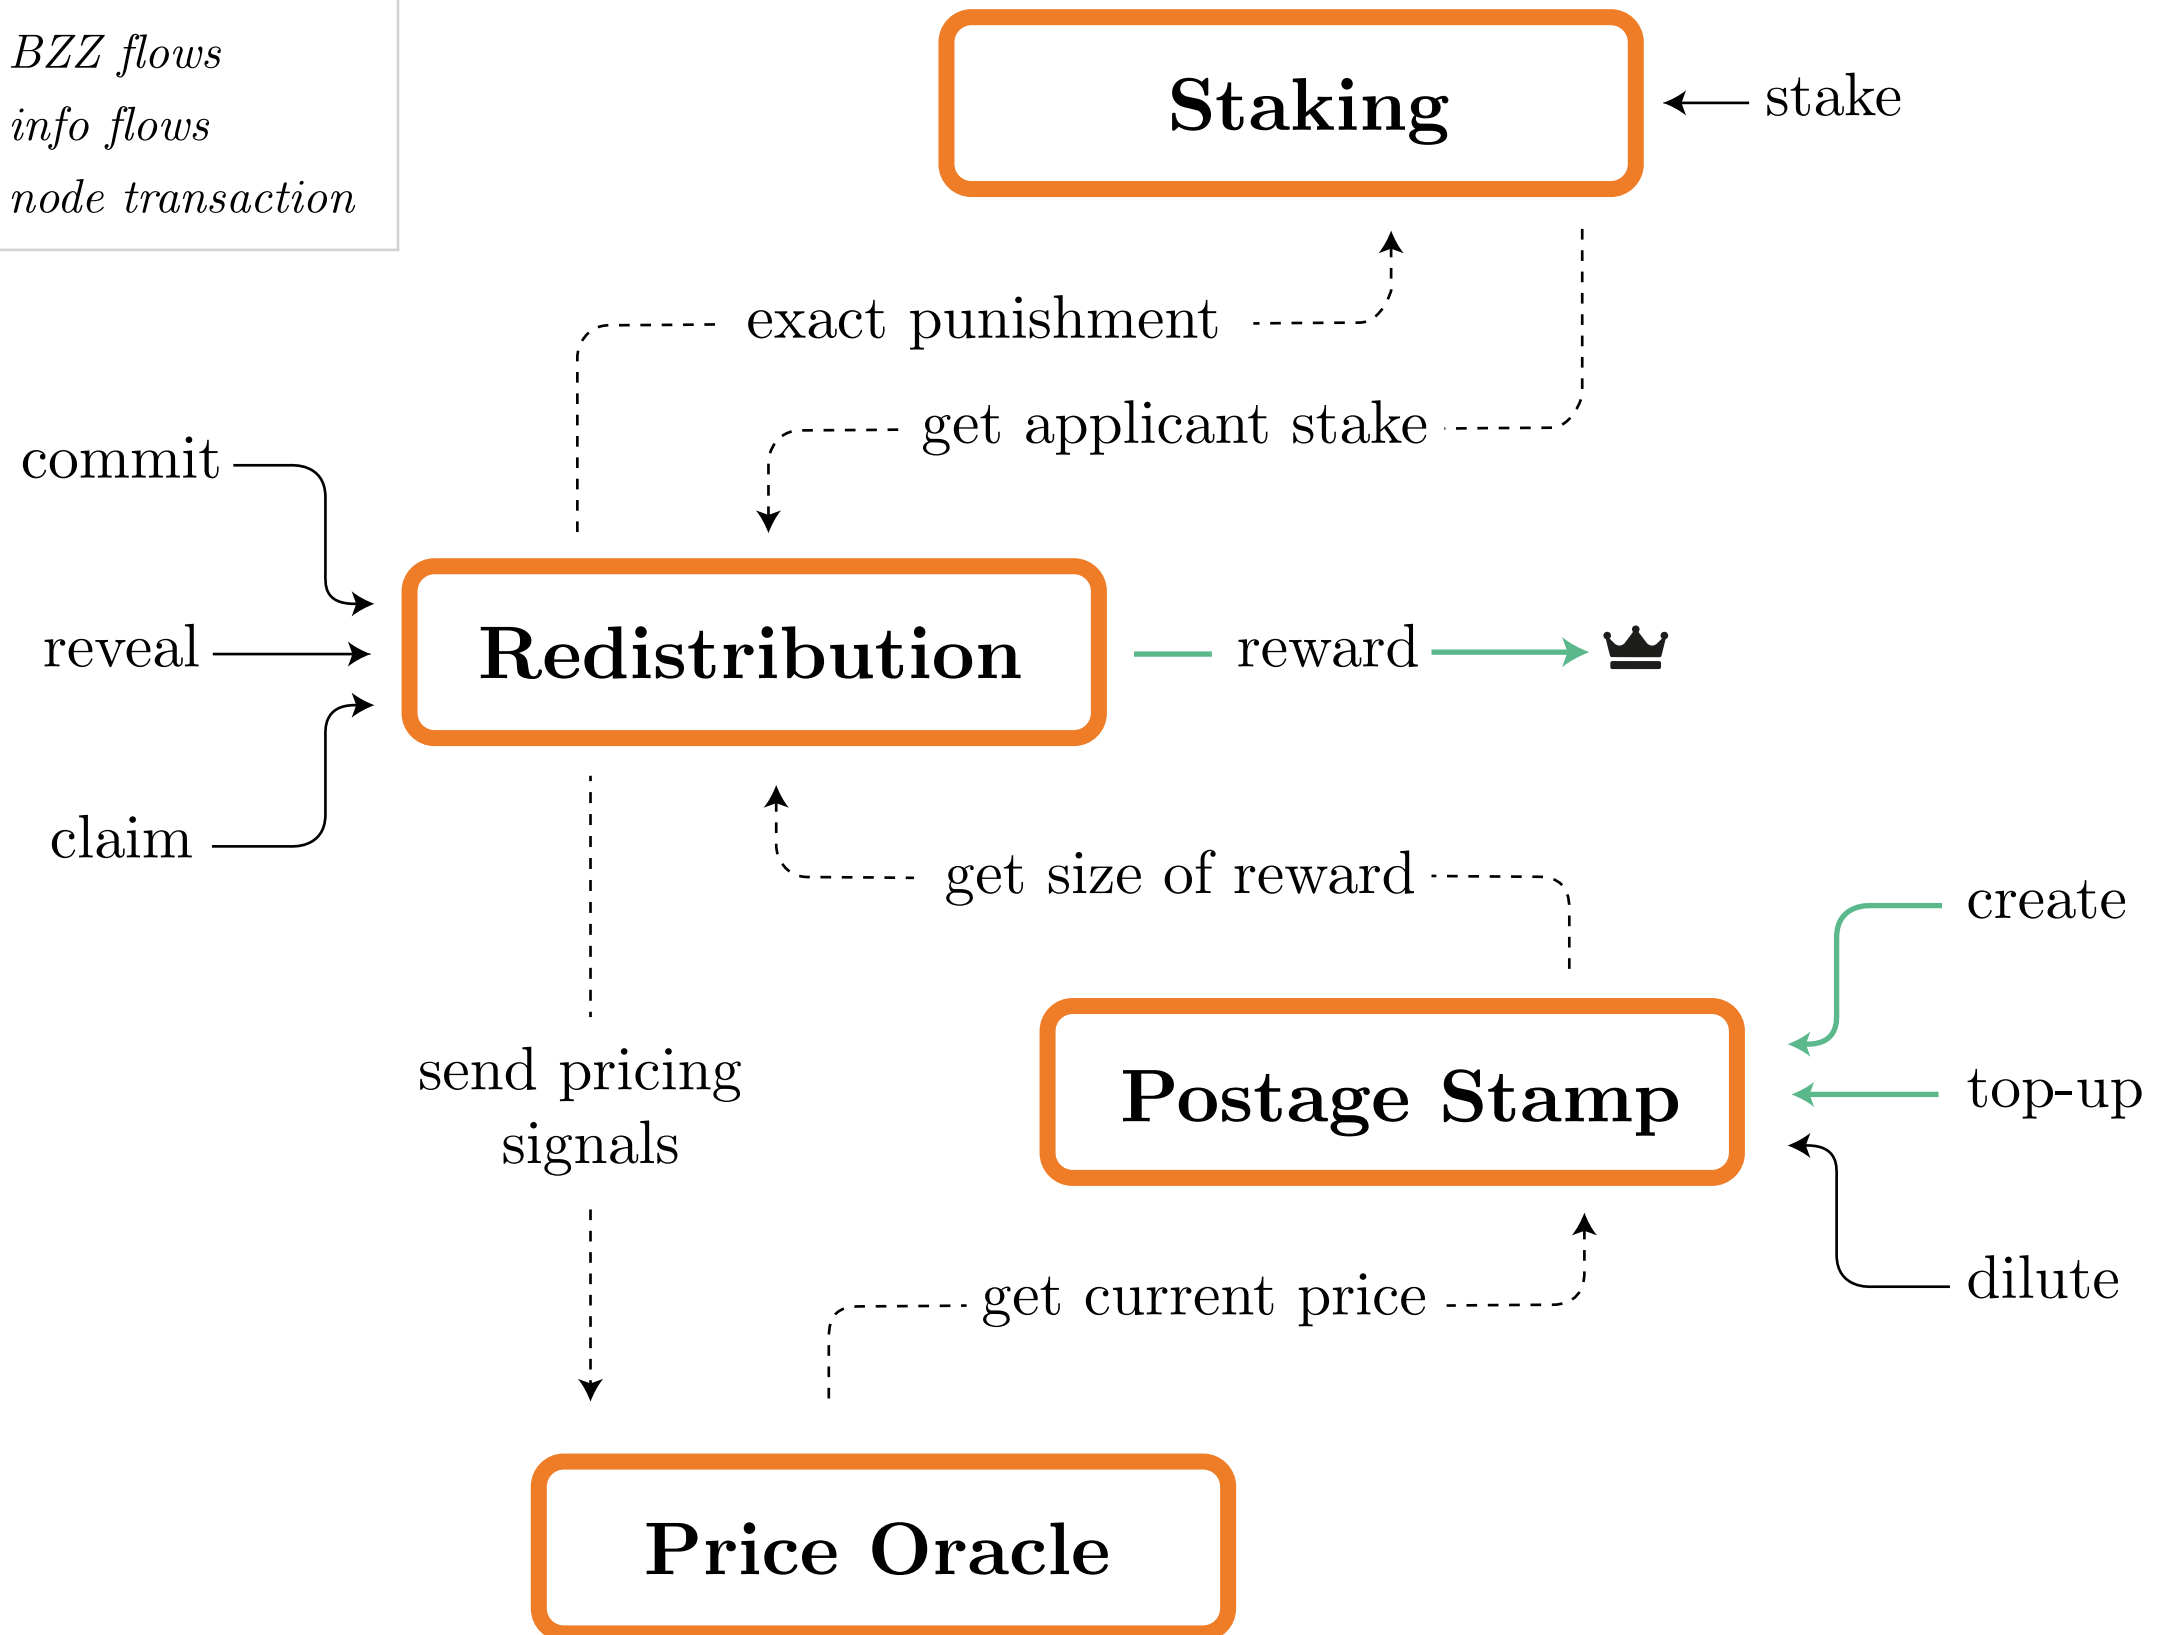 BZZ flows
info flows
node transaction
Staking
stake
exact punishment
get applicant stake
commit
reveal
claim
Redistribution
reward
get size of reward
send pricing
signals
create
Postage Stamp
top-up
dilute
get current price
Price Oracle